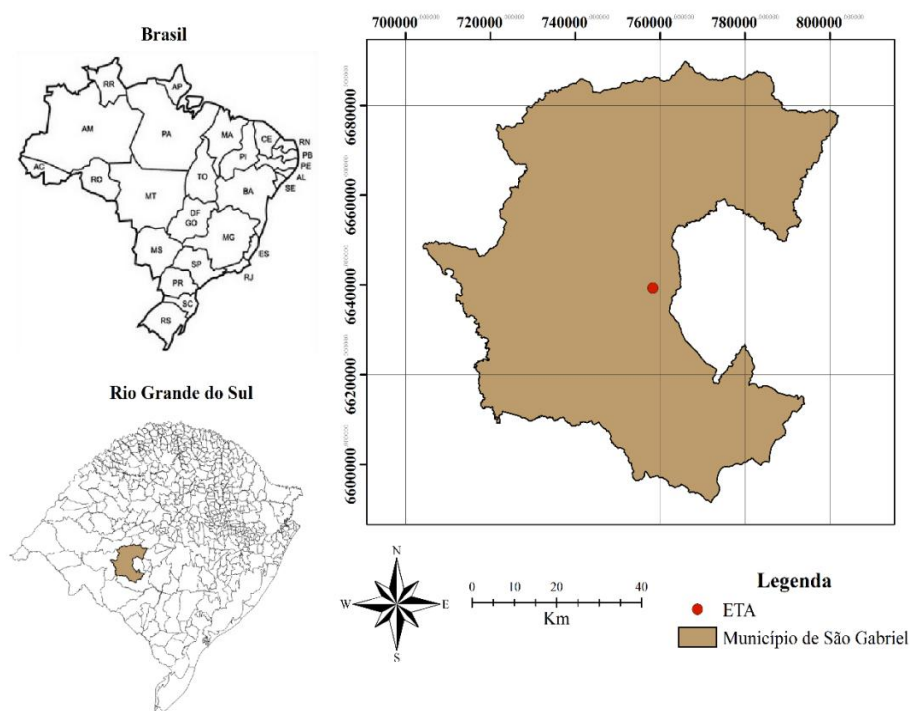 Brasil
RR
AP
AM
PA
MA
CE
RN
PB
PE
AL
SE
PI
AC
RO
TO
BA
MT
DF
GO
MG
ES
MS
SP
RJ
PR
SC
RS
Rio Grande do Sul
700000 720000 740000 760000 780000 800000
6680000
6660000
6640000
6620000
6600000
N
W E
S
0 10 20 40
Km
Legenda
ETA
Município de São Gabriel